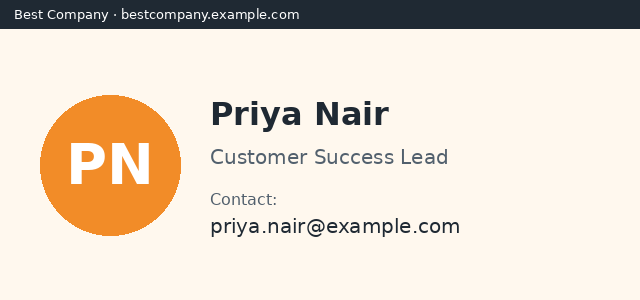 Best Company · bestcompany.example.com
PN
Priya Nair
Customer Success Lead
Contact:
priya.nair@example.com